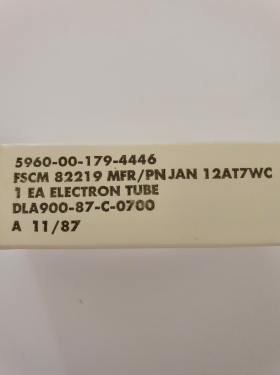 5960-00-179-4446
FSCM 82219 MFR/PN JAN 12AT7WC
1 EA ELECTRON TUBE
DLA900-87-C-0700
A 11/87